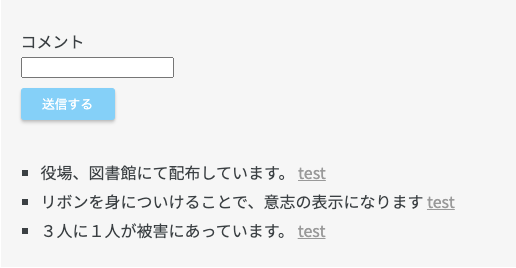 コメント
送信する
役場、図書館にて配布しています。 test
リボンを身についけることで、意志の表示になります test
３人に１人が被害にあっています。 test